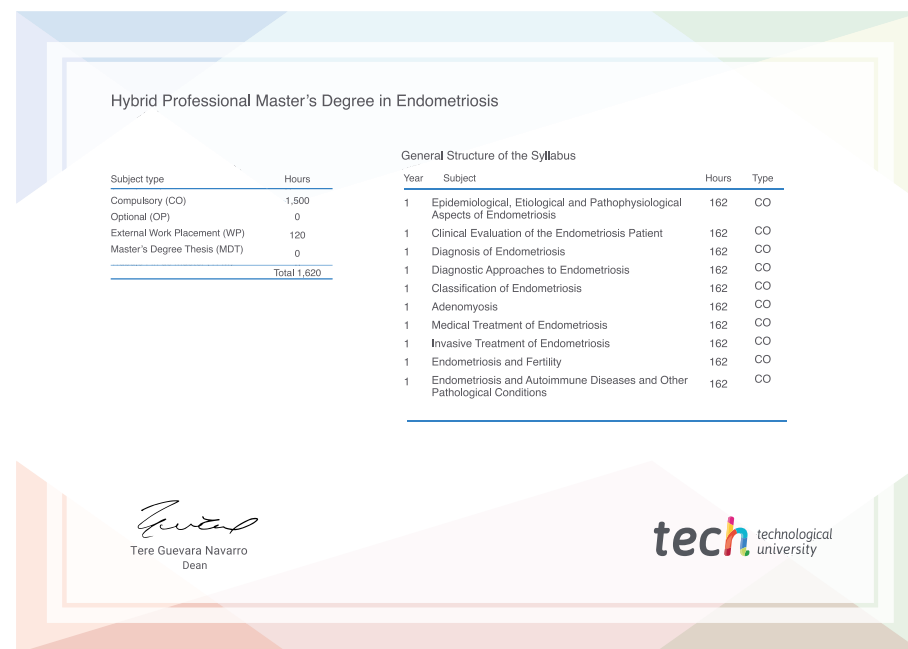 Hybrid Professional Master's Degree in Endometriosis
Subject type Hours
Compulsory (CO) 1,500
Optional (OP) 0
External Work Placement (WP) 120
Master's Degree Thesis (MDT) 0
Total 1,620
General Structure of the Syllabus
Year Subject Hours Type
1 Epidemiological, Etiological and Pathophysiological 162 CO
Aspects of Endometriosis
1 Clinical Evaluation of the Endometriosis Patient 162 CO
1 Diagnosis of Endometriosis 162 CO
1 Diagnostic Approaches to Endometriosis 162 CO
1 Classification of Endometriosis 162 CO
1 Adenomyosis 162 CO
1 Medical Treatment of Endometriosis 162 CO
1 Invasive Treatment of Endometriosis 162 CO
1 Endometriosis and Fertility 162 CO
1 Endometriosis and Autoimmune Diseases and Other 162 CO
Pathological Conditions
Tere Guevara Navarro
Dean
tech technological
university